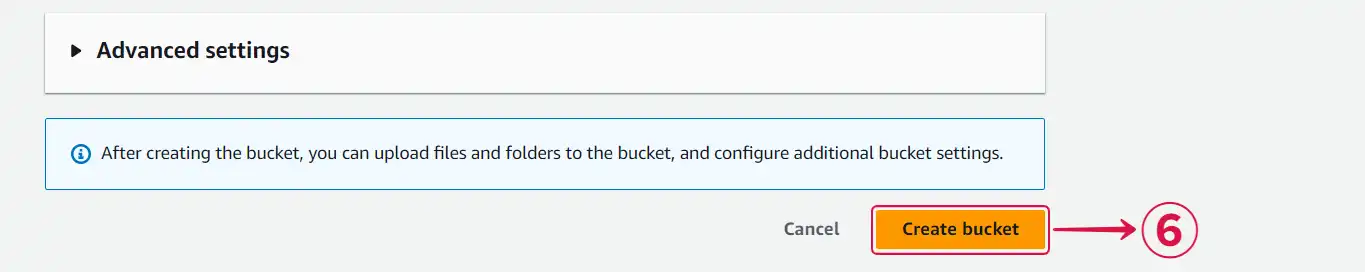 Advanced settings
After creating the bucket, you can upload files and folders to the bucket, and configure additional bucket settings.
Cancel Create bucket 6